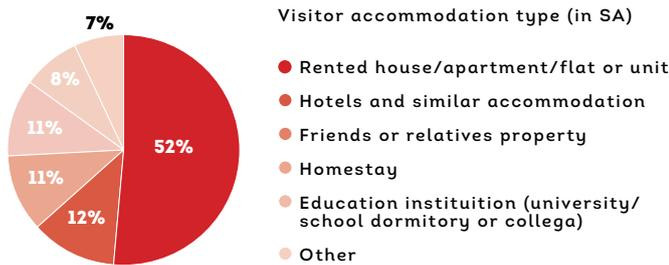 7%
Visitor accommodation type (in SA)
8%
11%
52%
11%
12%
Rented house/apartment/flat or unit
Hotels and similar accommodation
Friends or relatives property
Homestay
Education instituition (university/
school dormitory or collega)
Other